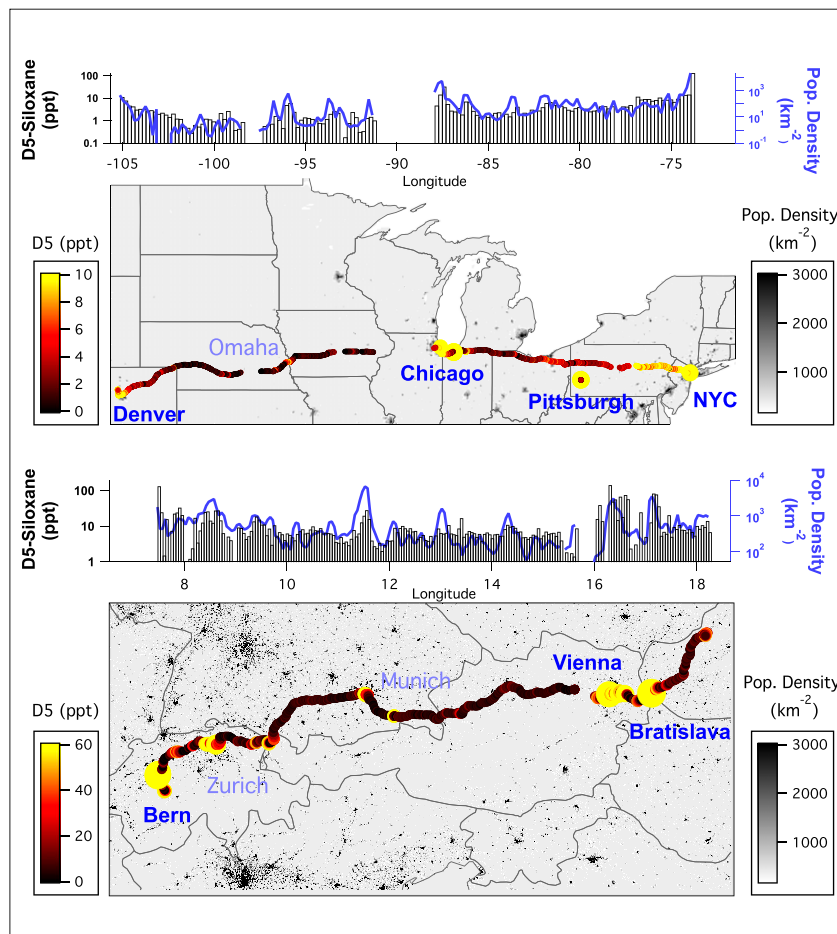 D5-Siloxane
(ppt)
100
10
1
0.1
10³
10¹
10⁻¹
Pop. Density
(km⁻²)
-105
-100
-95
-90
-85
-80
-75
Longitude
D5 (ppt)
10
8
6
4
2
0
Omaha
Denver
Chicago
Pittsburgh
NYC
Pop. Density
(km⁻²)
3000
2000
1000
D5-Siloxane
(ppt)
100
10
1
10⁴
10³
10²
Pop. Density
(km⁻²)
8
10
12
14
16
18
Longitude
D5 (ppt)
60
40
20
0
Vienna
Munich
Bratislava
Zurich
Bern
Pop. Density
(km⁻²)
3000
2000
1000